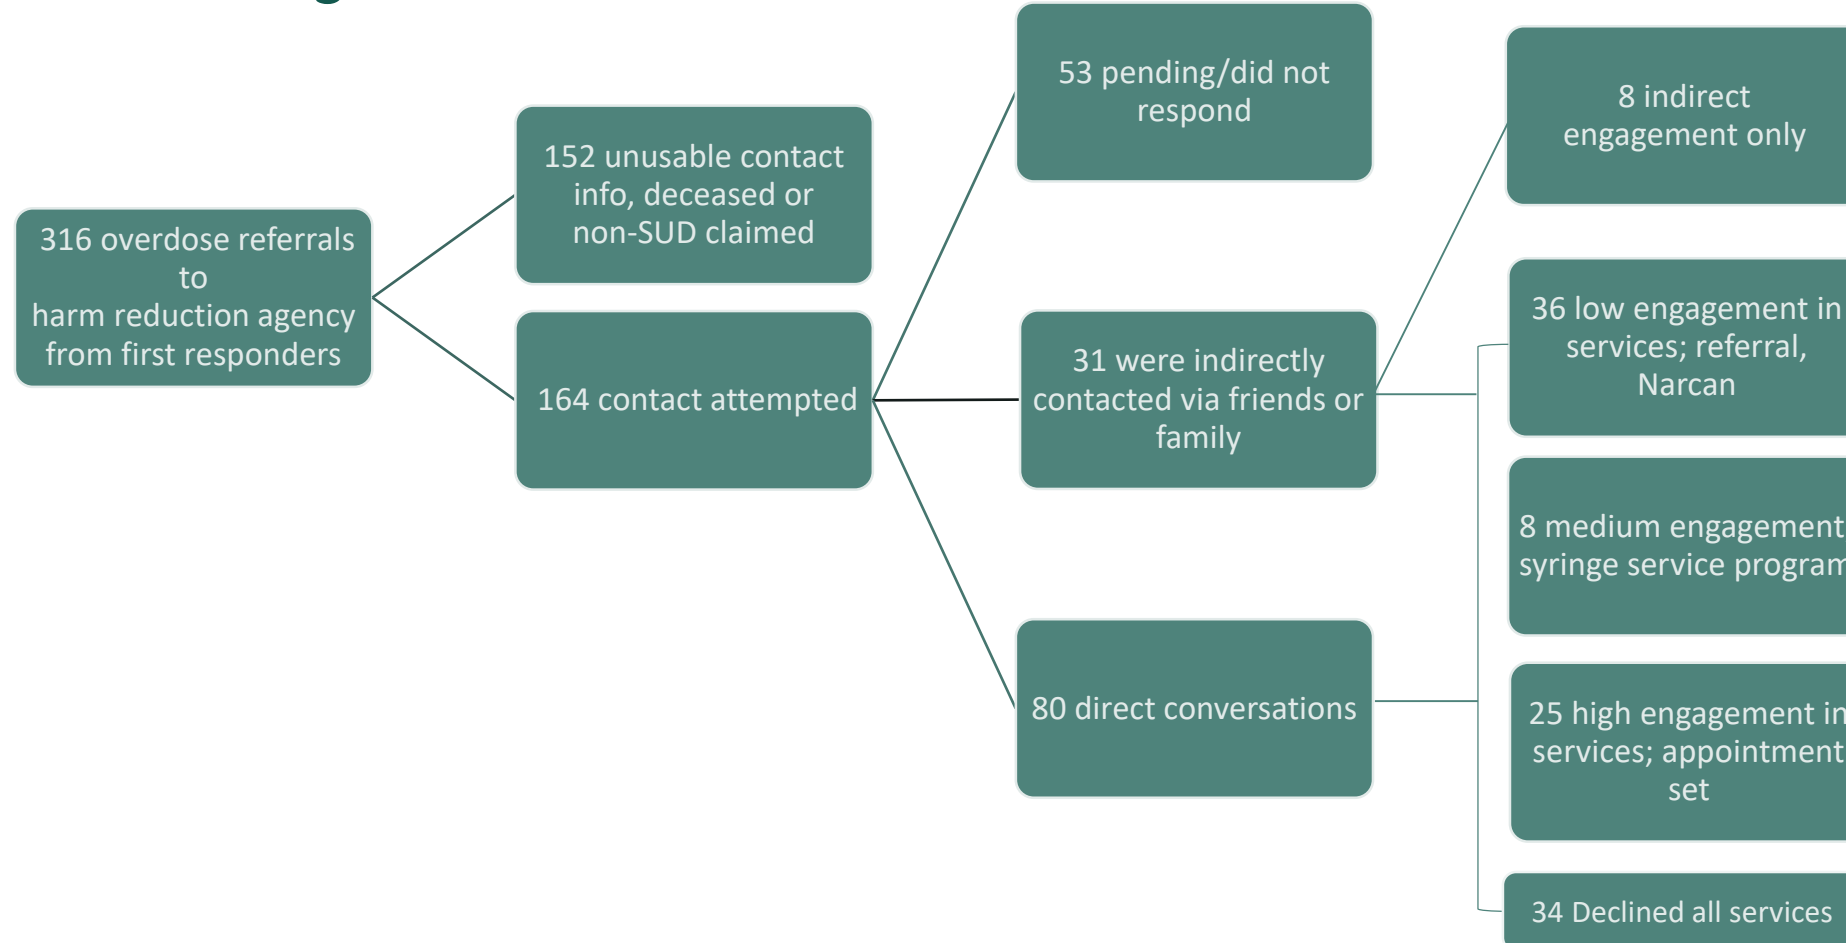 316 overdose referrals
to
harm reduction agency
from first responders
152 unusable contact
info, deceased or
non-SUD claimed
164 contact attempted
53 pending/did not
respond
31 were indirectly
contacted via friends or
family
80 direct conversations
8 indirect
engagement only
36 low engagement in
services; referral,
Narcan
8 medium engagement
syringe service program
25 high engagement in
services; appointment
set
34 Declined all services